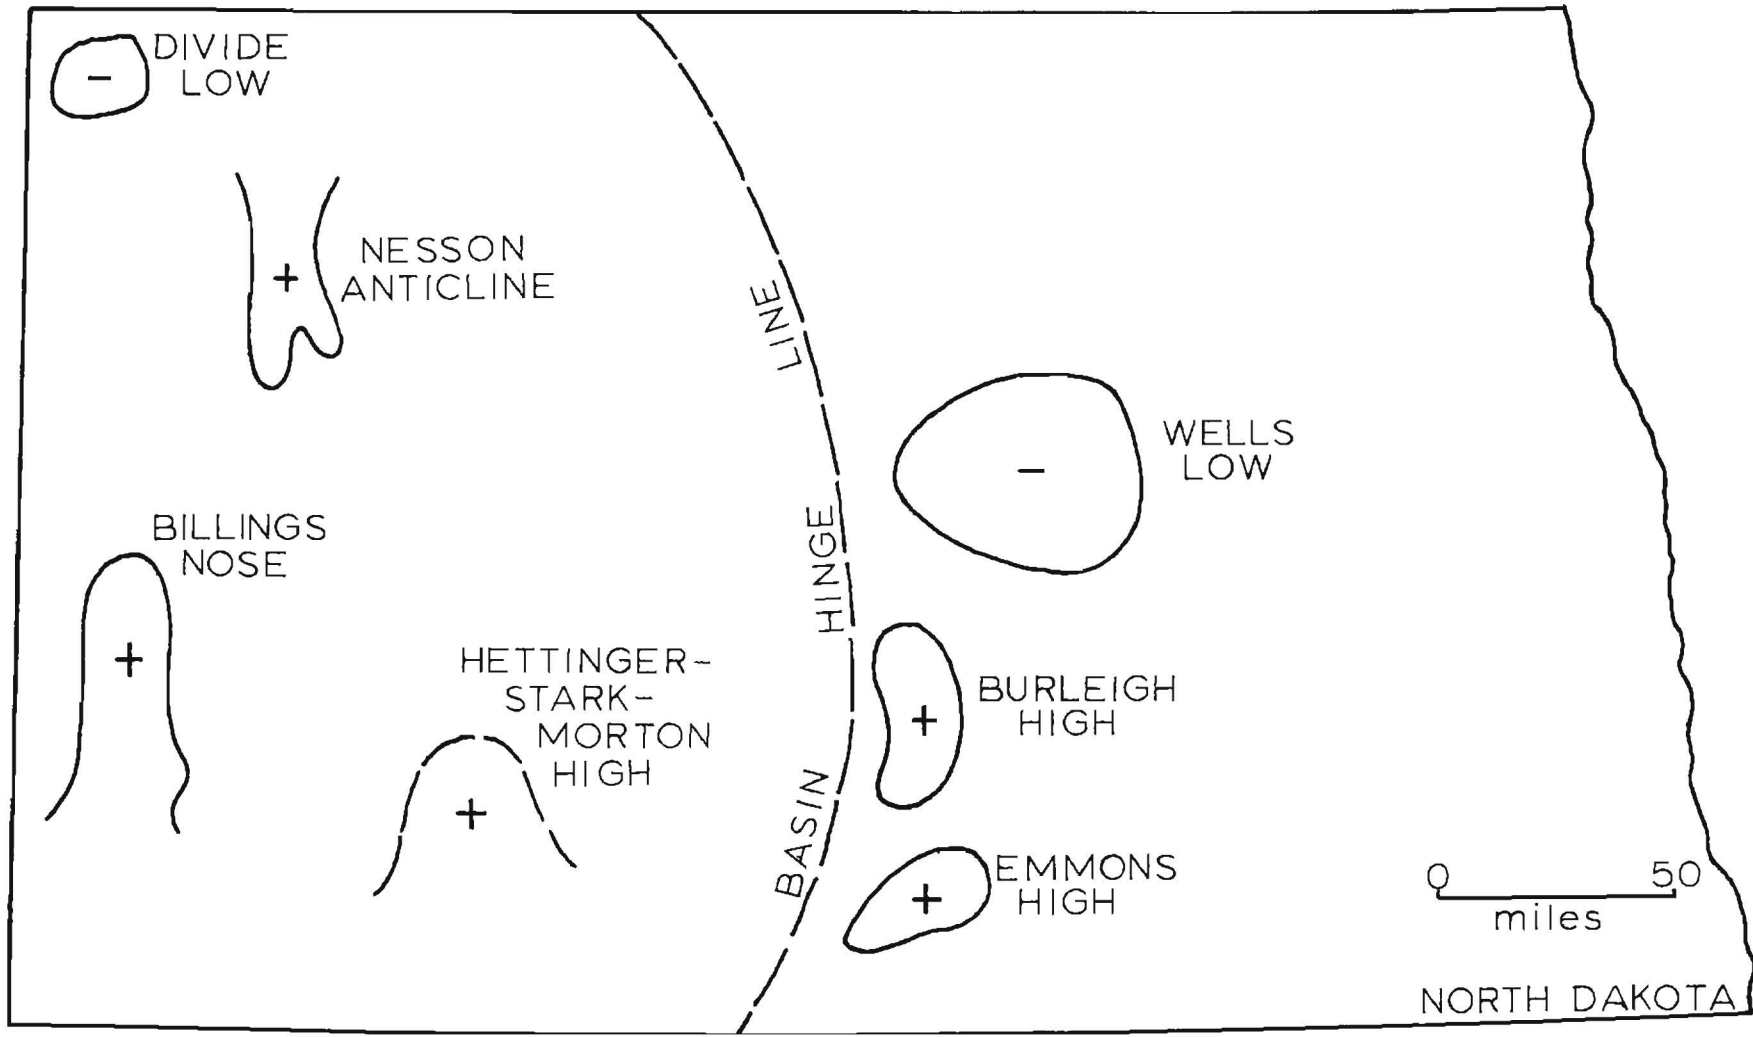 DIVIDE
LOW
NESSON
ANTICLINE
LINE
HINGE
BASIN
WELLS
LOW
BILLINGS
NOSE
HETTINGER-
STARK-
MORTON
HIGH
BURLEIGH
HIGH
EMMONS
HIGH
0 50
miles
NORTH DAKOTA